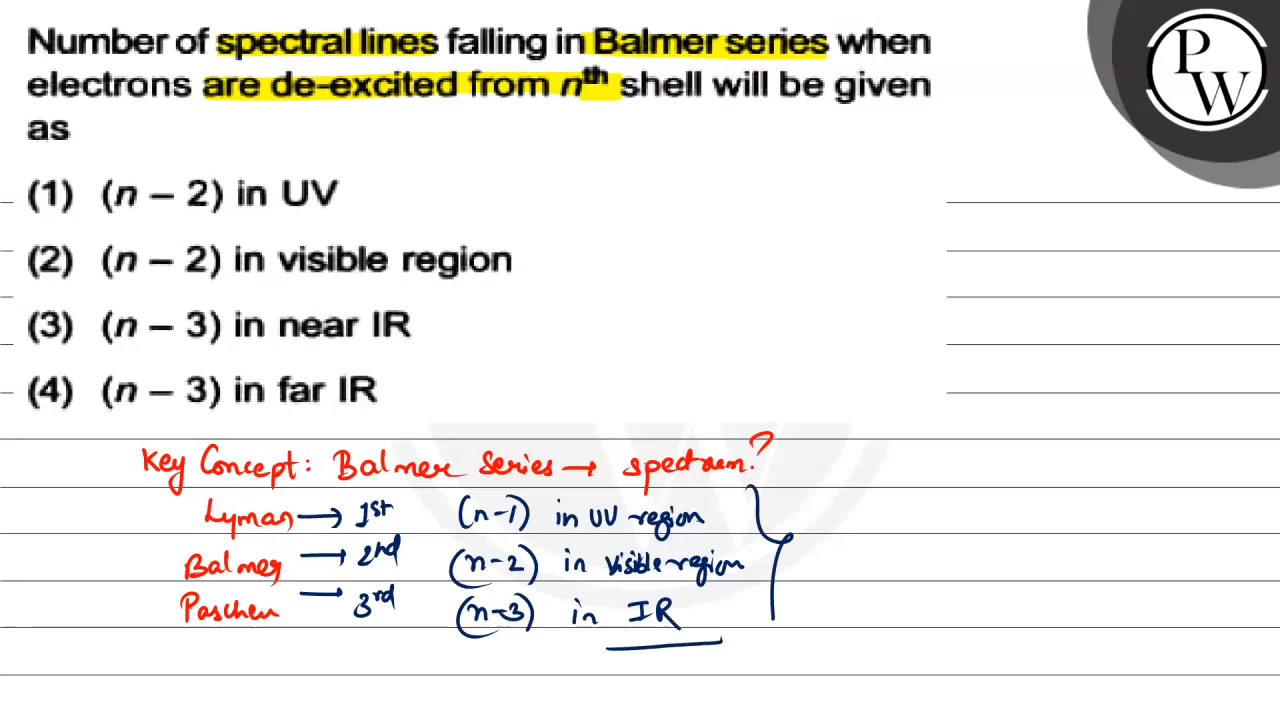 Number of spectral lines falling in Balmer series when
electrons are de-excited from nth shell will be given
as
(1) (n – 2) in UV
(2) (n – 2) in visible region
(3) (n – 3) in near IR
(4) (n – 3) in far IR
Key Concept: Balmer Series → spectrum?
Lyman → 1st (n-1) in UV region
Balmer → 2nd (n-2) in visible region
Paschen → 3rd (n-3) in IR
P
W